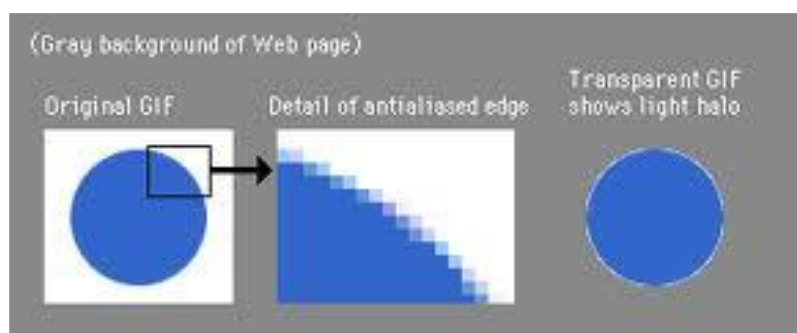 (Gray background of Web page)
Original GIF
Detail of antialiased edge
Transparent GIF
shows light halo